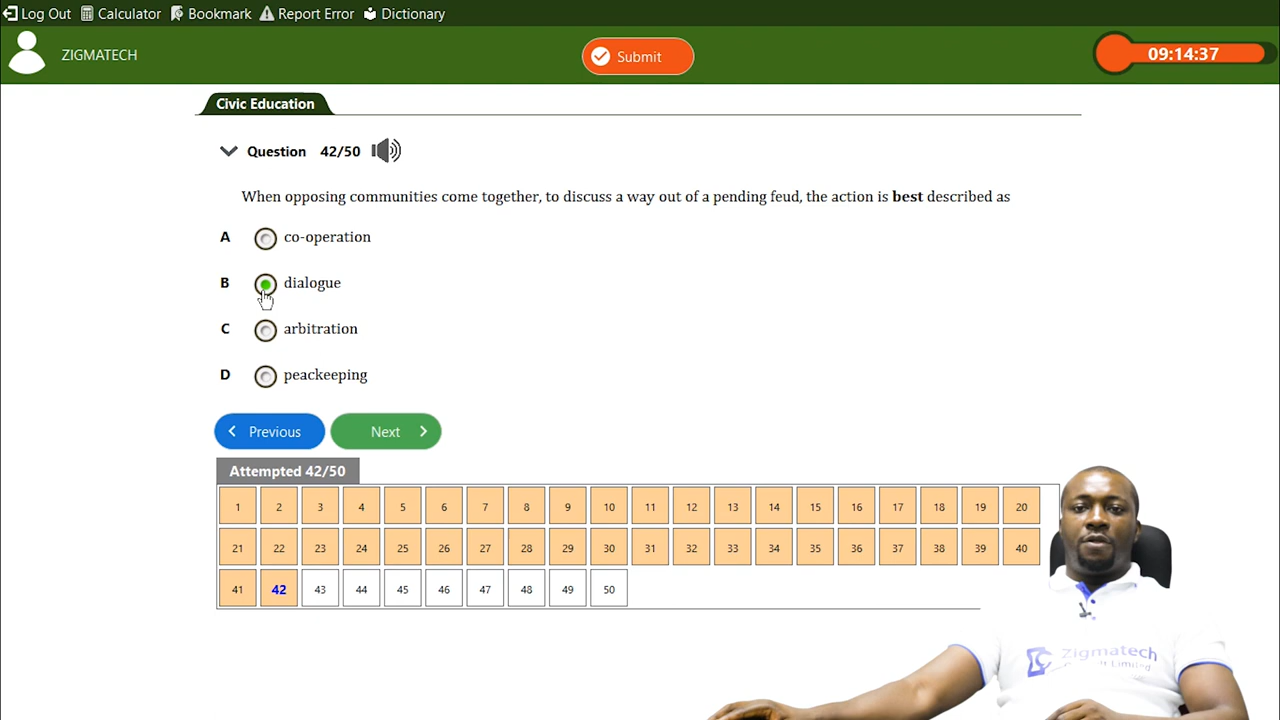 Log Out Calculator Bookmark Report Error Dictionary
ZIGMATECH
Submit
09:14:37
Civic Education
Question 42/50
When opposing communities come together, to discuss a way out of a pending feud, the action is best described as
A co-operation
B dialogue
C arbitration
D peackeeping
Previous Next
Attempted 42/50
1 2 3 4 5 6 7 8 9 10 11 12 13 14 15 16 17 18 19 20
21 22 23 24 25 26 27 28 29 30 31 32 33 34 35 36 37 38 39 40
41 42 43 44 45 46 47 48 49 50
Zigmatech
Limited